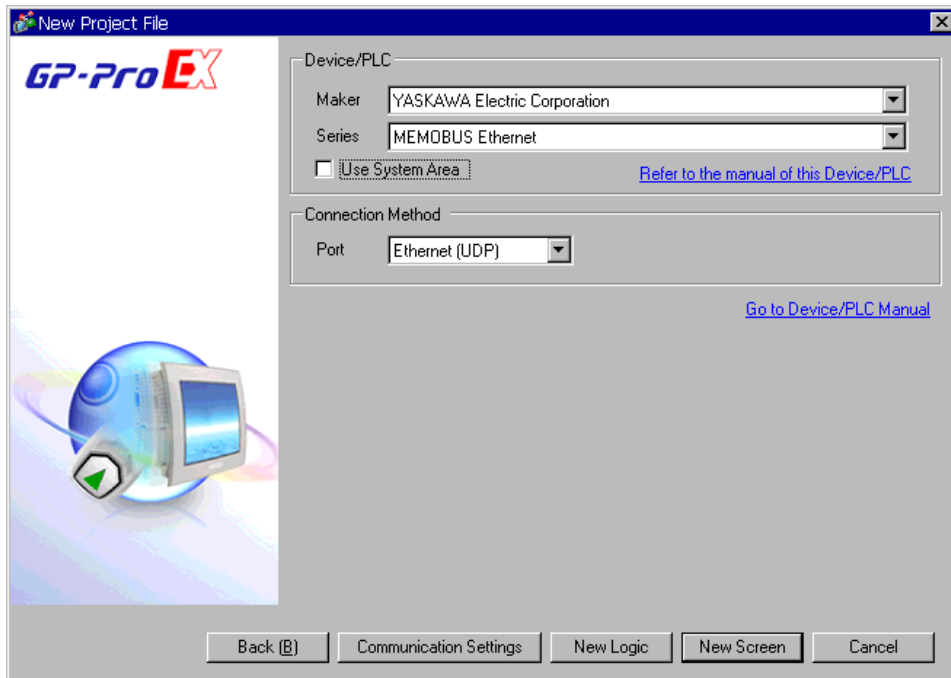 New Project File
GP-Pro EX
Device/PLC
Maker YASKAWA Electric Corporation
Series MEMOBUS Ethernet
Use System Area Refer to the manual of this Device/PLC
Connection Method
Port Ethernet (UDP)
Go to Device/PLC Manual
Back (B) Communication Settings New Logic New Screen Cancel